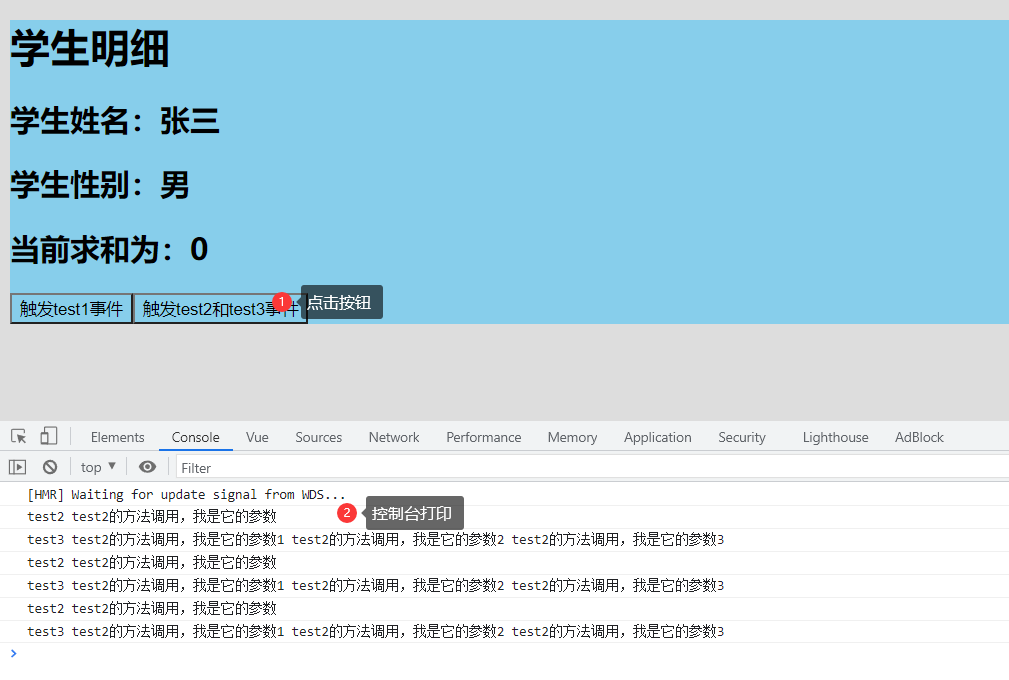 学生明细
学生姓名：张三
学生性别：男
当前求和为：0
触发test1事件 触发test2和test3事件 1 点击按钮
Elements Console Vue Sources Network Performance Memory Application Security Lighthouse AdBlock
top ▼ Filter
[HMR] Waiting for update signal from WDS...
test2 test2的方法调用，我是它的参数 2 控制台打印
test3 test2的方法调用，我是它的参数1 test2的方法调用，我是它的参数2 test2的方法调用，我是它的参数3
test2 test2的方法调用，我是它的参数
test3 test2的方法调用，我是它的参数1 test2的方法调用，我是它的参数2 test2的方法调用，我是它的参数3
test2 test2的方法调用，我是它的参数
test3 test2的方法调用，我是它的参数1 test2的方法调用，我是它的参数2 test2的方法调用，我是它的参数3